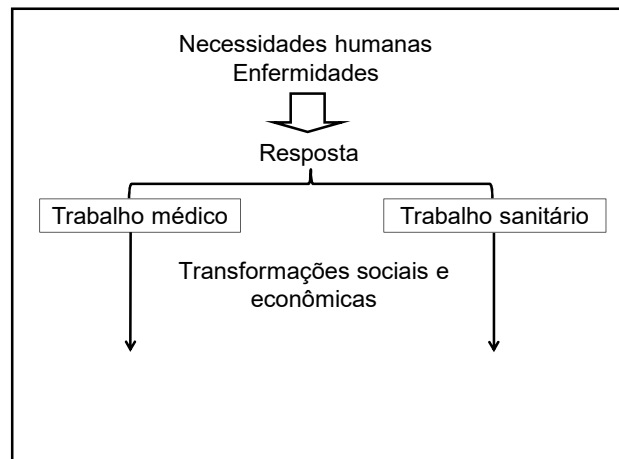 Necessidades humanas
Enfermidades
Resposta
Trabalho médico
Trabalho sanitário
Transformações sociais e
econômicas